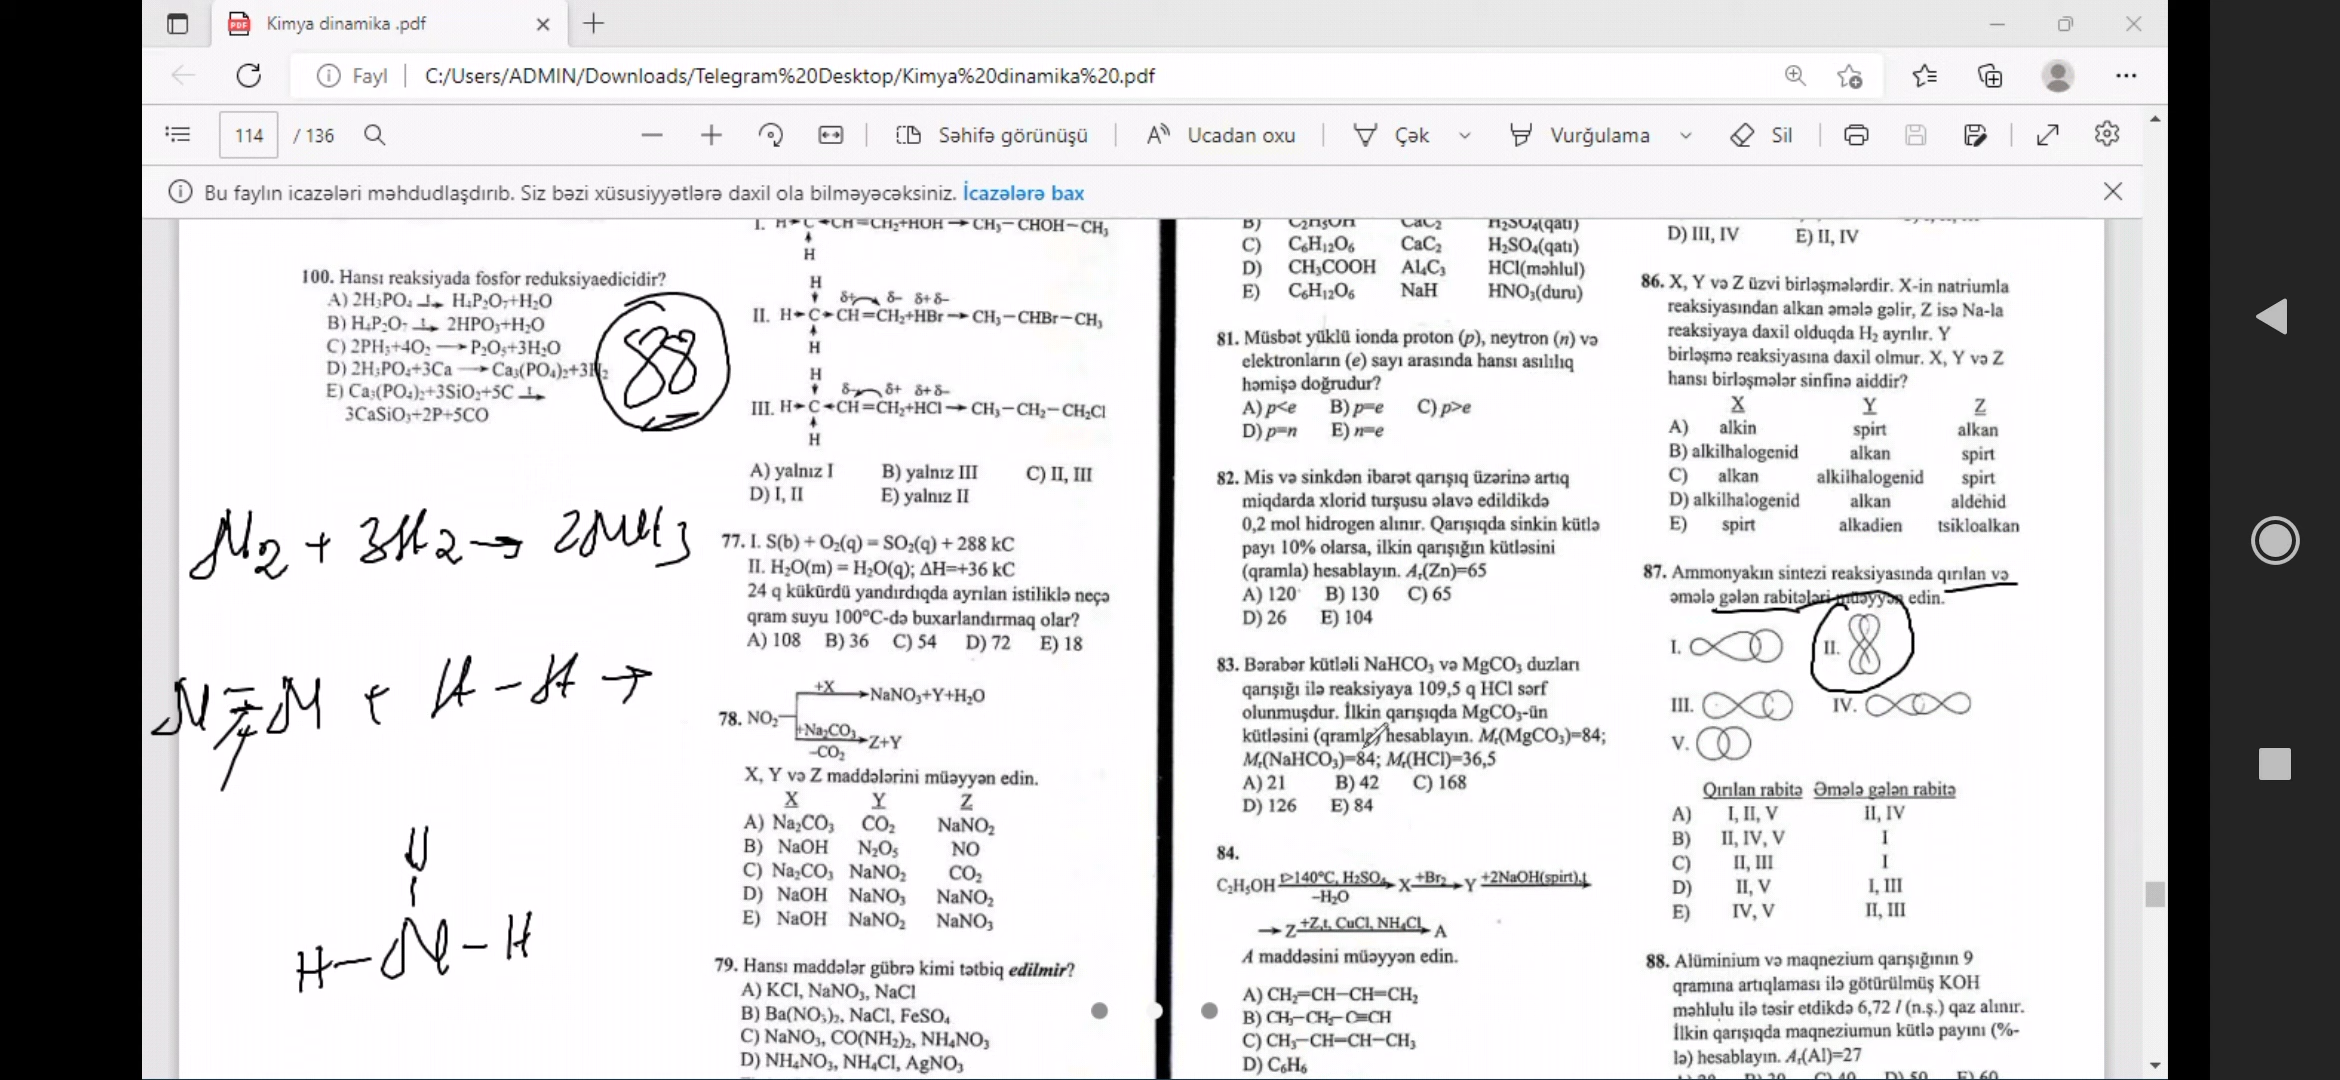 Kimya dinamika .pdf
Fayl
C:/Users/ADMIN/Downloads/Telegram%20Desktop/Kimya%20dinamika%20.pdf
114 / 136
Səhifə görünüşü
Ucadan oxu
Çək
Vurğulama
Sil
Bu faylın icazələri məhdudlaşdırıb. Siz bəzi xüsusiyyətlərə daxil ola bilməyəcəksiniz. İcazələrə bax
100. Hansı reaksiyada fosfor reduksiyaedicidir?
A) 2H₃PO₄ →t H₄P₂O₇+H₂O
B) H₄P₂O₇ →t 2HPO₃+H₂O
C) 2PH₃+4O₂ → P₂O₅+3H₂O
D) 2H₃PO₄+3Ca → Ca₃(PO₄)₂+3H₂
E) Ca₃(PO₄)₂+3SiO₂+5C →t
3CaSiO₃+2P+5CO
88
N2 + 3H2 → 2NH3
N≡N + H-H →
H-N-H
I. H→C←CH=CH₂+HOH→CH₃−CHOH−CH₃
H
H
δ+ δ− δ+δ−
II. H→C→CH=CH₂+HBr→CH₃−CHBr−CH₃
H
H
δ− δ+ δ+δ−
III. H→C←CH=CH₂+HCl→CH₃−CH₂−CH₂Cl
H
A) yalnız I B) yalnız III C) II, III
D) I, II E) yalnız II
77. I. S(b) + O₂(q) = SO₂(q) + 288 kC
II. H₂O(m) = H₂O(q); ΔH=+36 kC
24 q kükürdü yandırdıqda ayrılan istiliklə neçə
qram suyu 100°C-də buxarlandırmaq olar?
A) 108 B) 36 C) 54 D) 72 E) 18
+X
NaNO₃+Y+H₂O
78. NO₂
+Na₂CO₃
Z+Y
−CO₂
X, Y və Z maddələrini müəyyən edin.
X Y Z
A) Na₂CO₃ CO₂ NaNO₂
B) NaOH N₂O₅ NO
C) Na₂CO₃ NaNO₂ CO₂
D) NaOH NaNO₃ NaNO₂
E) NaOH NaNO₂ NaNO₃
79. Hansı maddələr gübrə kimi tətbiq edilmir?
A) KCl, NaNO₃, NaCl
B) Ba(NO₃)₂, NaCl, FeSO₄
C) NaNO₃, CO(NH₂)₂, NH₄NO₃
D) NH₄NO₃, NH₄Cl, AgNO₃
B) C₂H₅OH CaC₂ H₂SO₄(qatı)
C) C₆H₁₂O₆ CaC₂ H₂SO₄(qatı)
D) CH₃COOH Al₄C₃ HCl(məhlul)
E) C₆H₁₂O₆ NaH HNO₃(duru)
81. Müsbət yüklü ionda proton (p), neytron (n) və
elektronların (e) sayı arasında hansı asılılıq
həmişə doğrudur?
A) p<e B) p=e C) p>e
D) p=n E) n=e
82. Mis və sinkdən ibarət qarışıq üzərinə artıq
miqdarda xlorid turşusu əlavə edildikdə
0,2 mol hidrogen alınır. Qarışıqda sinkin kütlə
payı 10% olarsa, ilkin qarışığın kütləsini
(qramla) hesablayın. Aᵣ(Zn)=65
A) 120 B) 130 C) 65
D) 26 E) 104
83. Bərabər kütləli NaHCO₃ və MgCO₃ duzları
qarışığı ilə reaksiyaya 109,5 q HCl sərf
olunmuşdur. İlkin qarışıqda MgCO₃-ün
kütləsini (qramla) hesablayın. Mᵣ(MgCO₃)=84;
Mᵣ(NaHCO₃)=84; Mᵣ(HCl)=36,5
A) 21 B) 42 C) 168
D) 126 E) 84
84.
C₂H₅OH >140°C, H₂SO₄ −H₂O → X +Br₂ → Y +2NaOH(spirt),t →
→ Z +Z,t, CuCl, NH₄Cl → A
A maddəsini müəyyən edin.
A) CH₂=CH−CH=CH₂
B) CH₃−CH₂−C≡CH
C) CH₃−CH=CH−CH₃
D) C₆H₆
D) III, IV E) II, IV
86. X, Y və Z üzvi birləşmələrdir. X-in natriumla
reaksiyasından alkan əmələ gəlir, Z isə Na-la
reaksiyaya daxil olduqda H₂ ayrılır. Y
birləşmə reaksiyasına daxil olmur. X, Y və Z
hansı birləşmələr sinfinə aiddir?
X Y Z
A) alkin spirt alkan
B) alkilhalogenid alkan spirt
C) alkan alkilhalogenid spirt
D) alkilhalogenid alkan aldehid
E) spirt alkadien tsikloalkan
87. Ammonyakın sintezi reaksiyasında qırılan və
əmələ gələn rabitələri müəyyən edin.
I. II.
III. IV.
V.
Qırılan rabitə Əmələ gələn rabitə
A) I, II, V II, IV
B) II, IV, V I
C) II, III I
D) II, V I, III
E) IV, V II, III
88. Alüminium və maqnezium qarışığının 9
qramına artıqlaması ilə götürülmüş KOH
məhlulu ilə təsir etdikdə 6,72 l (n.ş.) qaz alınır.
İlkin qarışıqda maqneziumun kütlə payını (%-
lə) hesablayın. Aᵣ(Al)=27